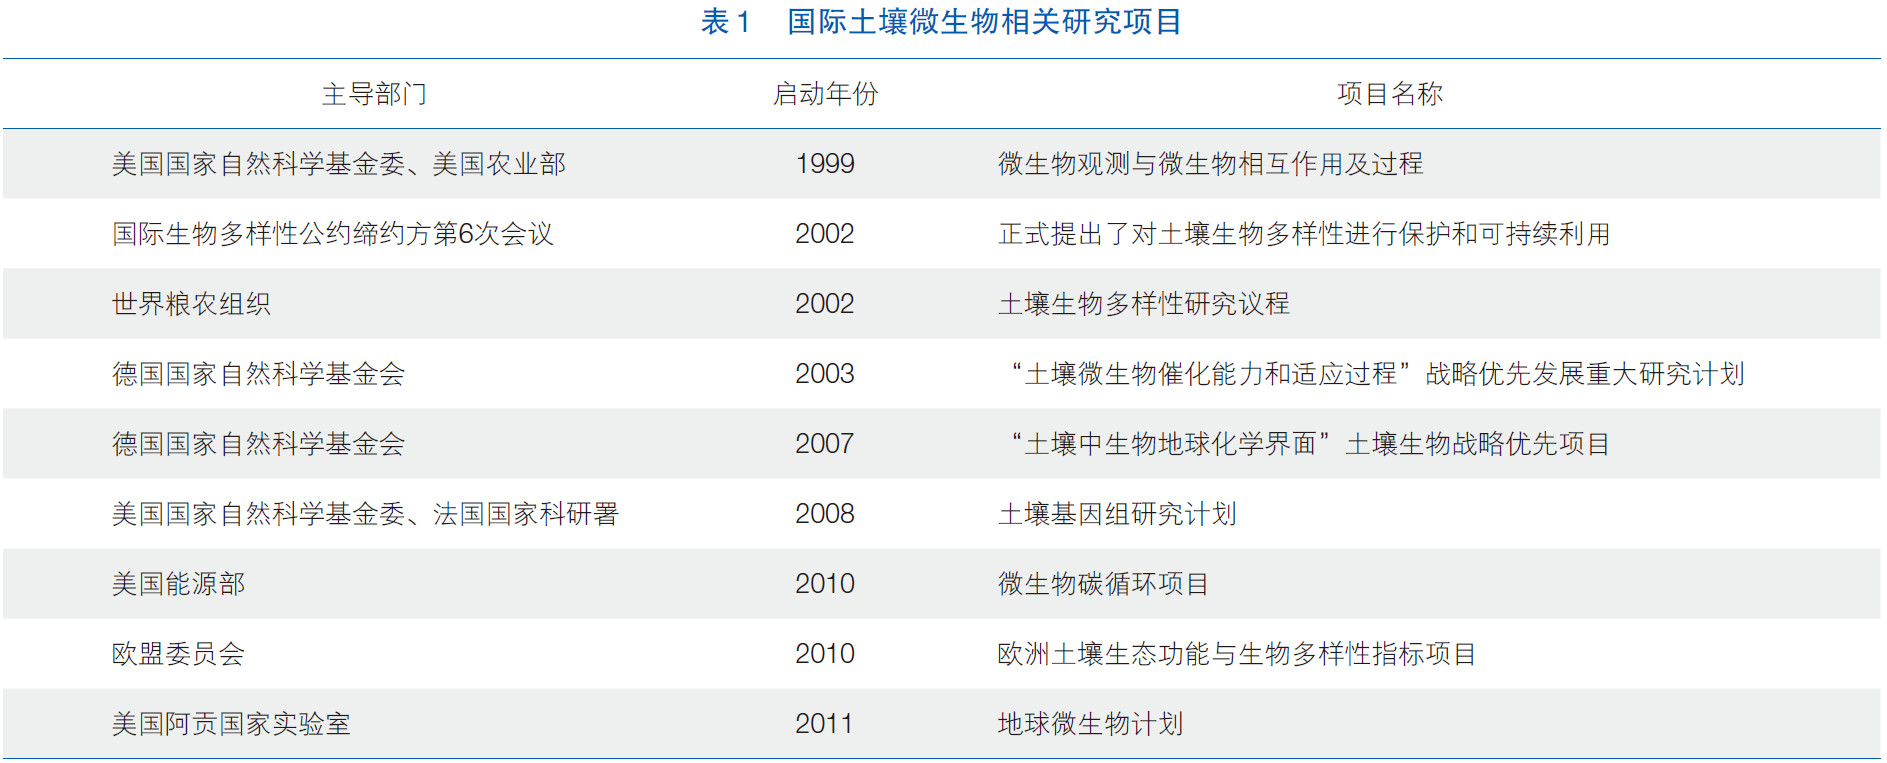 表1 国际土壤微生物相关研究项目
主导部门 启动年份 项目名称
美国国家自然科学基金委、美国农业部 1999 微生物观测与微生物相互作用及过程
国际生物多样性公约缔约方第6次会议 2002 正式提出了对土壤生物多样性进行保护和可持续利用
世界粮农组织 2002 土壤生物多样性研究议程
德国国家自然科学基金会 2003 “土壤微生物催化能力和适应过程”战略优先发展重大研究计划
德国国家自然科学基金会 2007 “土壤中生物地球化学界面”土壤生物战略优先项目
美国国家自然科学基金委、法国国家科研署 2008 土壤基因组研究计划
美国能源部 2010 微生物碳循环项目
欧盟委员会 2010 欧洲土壤生态功能与生物多样性指标项目
美国阿贡国家实验室 2011 地球微生物计划